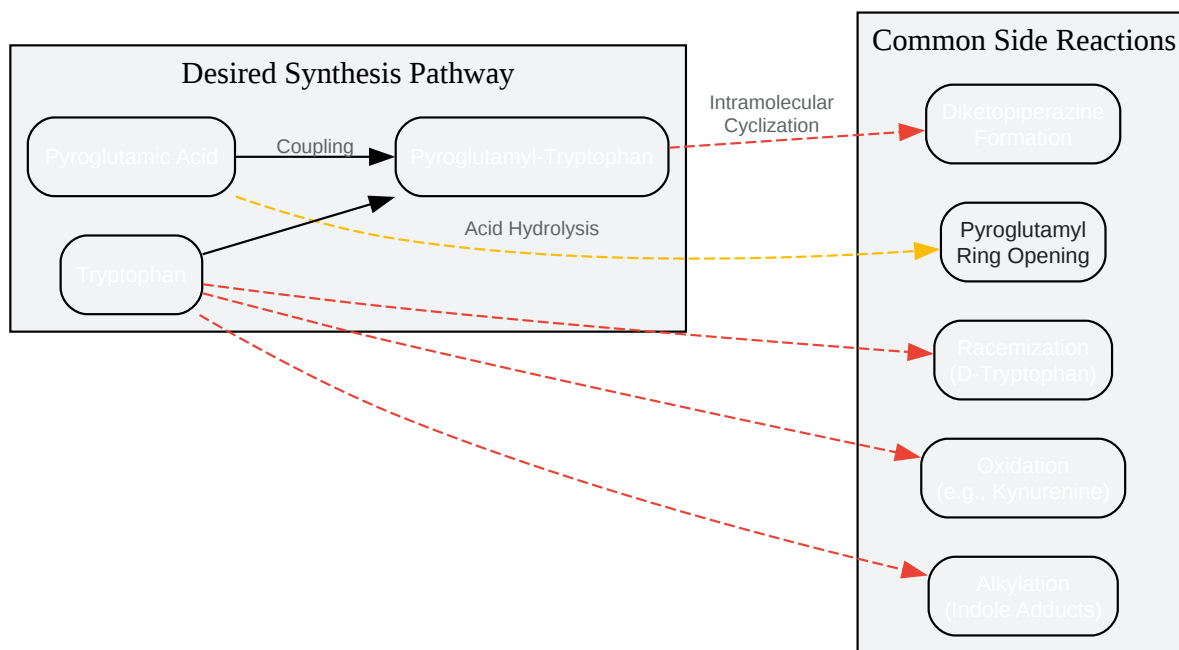 Desired Synthesis Pathway
Pyroglutamic Acid
Coupling
Pyroglutamyl-Tryptophan
Tryptophan
Acid Hydrolysis
Intramolecular
Cyclization
Common Side Reactions
Diketopiperazine
Formation
Pyroglutamyl
Ring Opening
Racemization
(D-Tryptophan)
Oxidation
(e.g., Kynurenine)
Alkylation
(Indole Adducts)